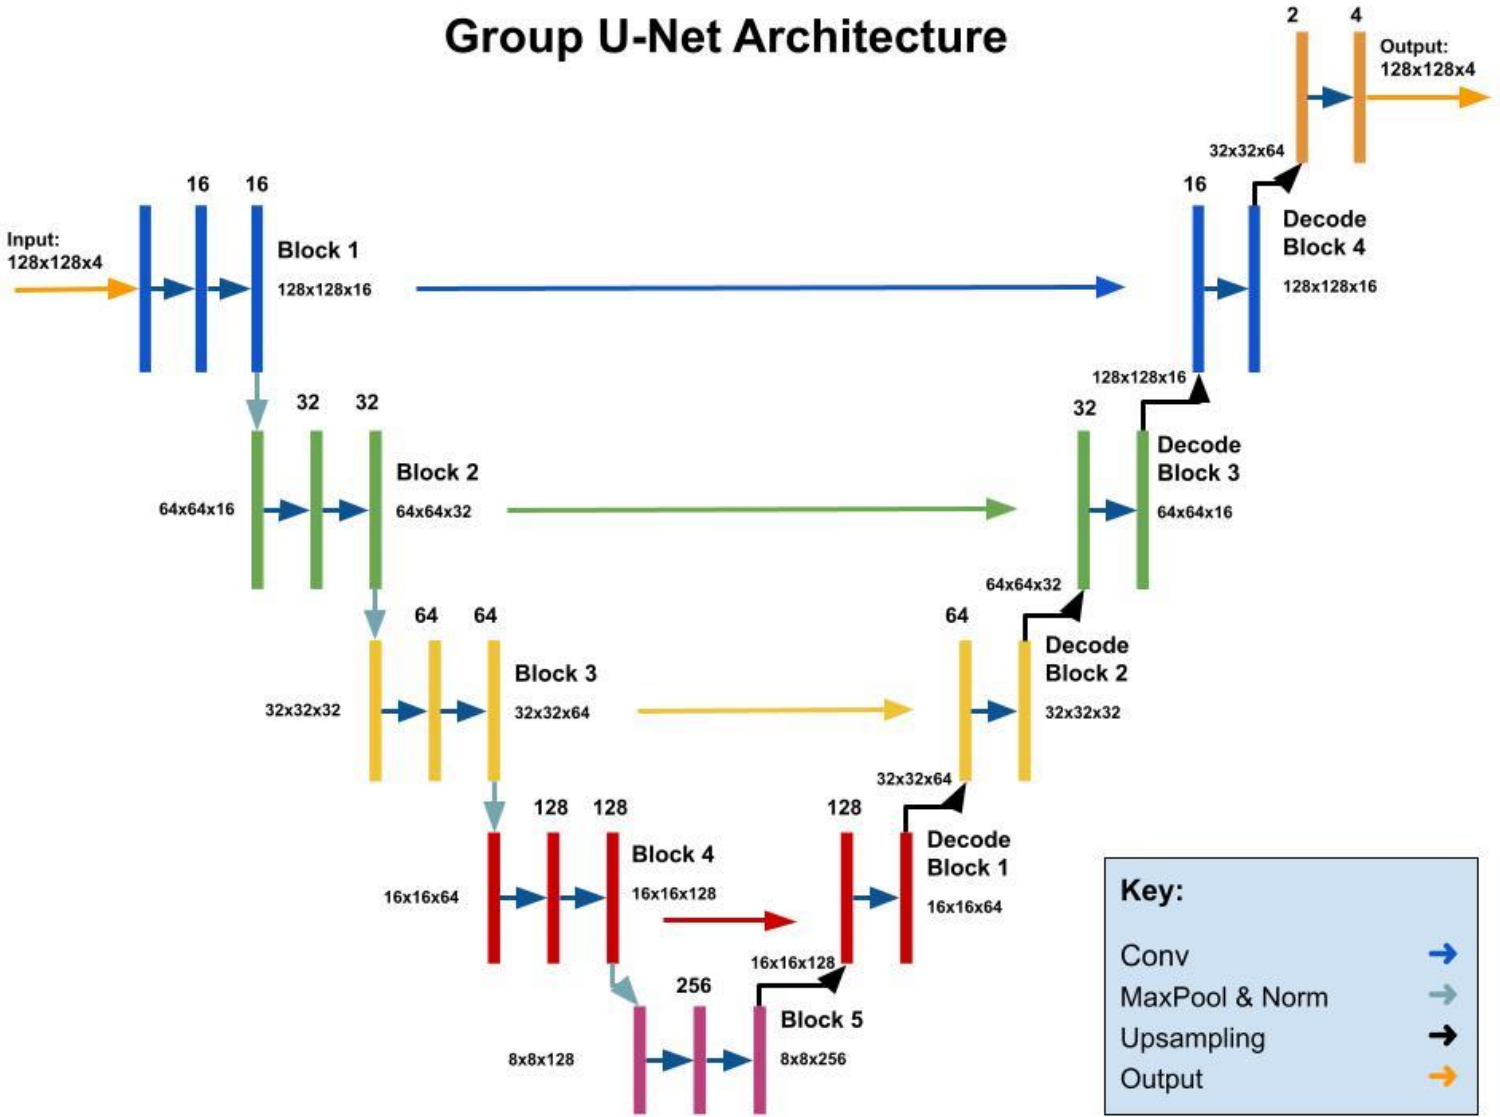 Group U-Net Architecture
2 4
Output:
128x128x4
32x32x64
16 16
16
Input:
128x128x4
Block 1
128x128x16
Decode
Block 4
128x128x16
128x128x16
32 32
32
64x64x16
Block 2
64x64x32
Decode
Block 3
64x64x16
64x64x32
64 64
64
32x32x32
Block 3
32x32x64
Decode
Block 2
32x32x32
32x32x64
128 128
128
16x16x64
Block 4
16x16x128
Decode
Block 1
16x16x64
16x16x128
256
8x8x128
Block 5
8x8x256
Key:
Conv
MaxPool & Norm
Upsampling
Output